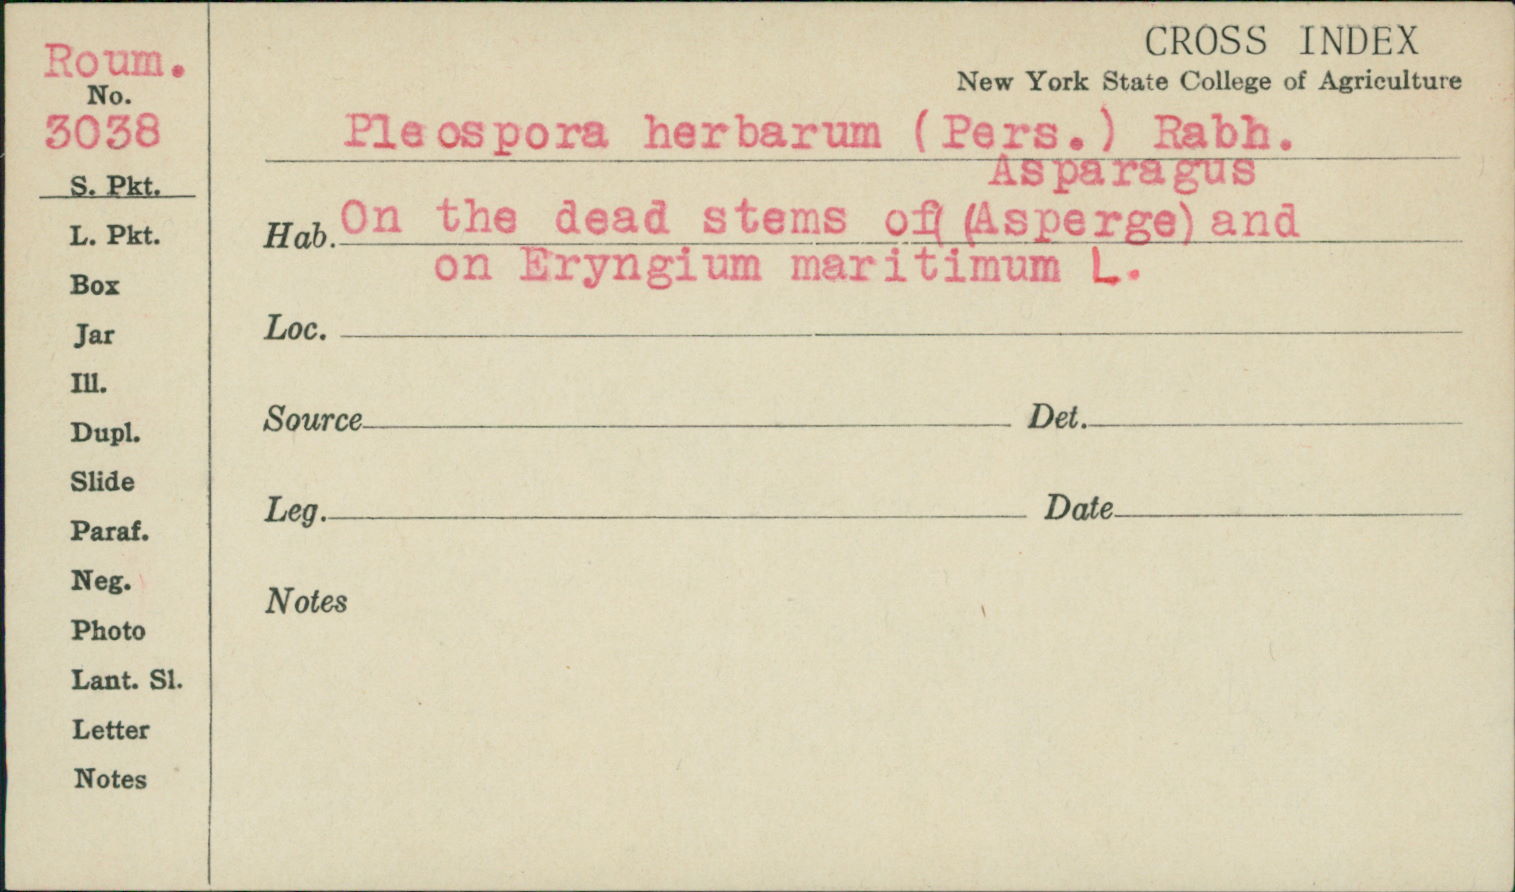 Roum.
No.
3038
S. Pkt.
L. Pkt.
Box
Jar
Ill.
Dupl.
Slide
Paraf.
Neg.
Photo
Lant. Sl.
Letter
Notes
CROSS INDEX
New York State College of Agriculture
Pleospora herbarum (Pers.) Rabh.
Asparagus
Hab. On the dead stems of (Asperge) and
on Eryngium maritimum L.
Loc.
Source Det.
Leg. Date
Notes